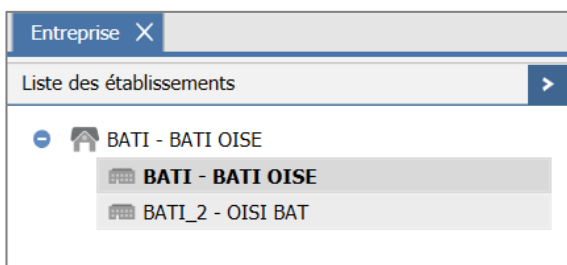 Entreprise
Liste des établissements
BATI - BATI OISE
BATI - BATI OISE
BATI_2 - OISI BAT